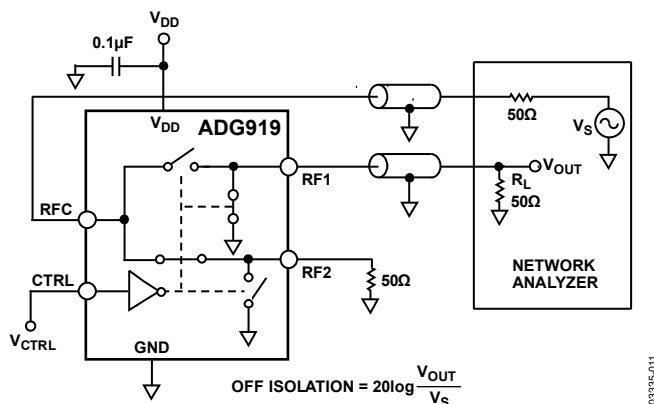 VDD
0.1µF
VDD
ADG919
50Ω
VS
RF1
VOUT
RL
50Ω
RFC
RF2
50Ω
NETWORK
ANALYZER
CTRL
VCTRL
GND
OFF ISOLATION = 20log VOUT
VS
03335-011